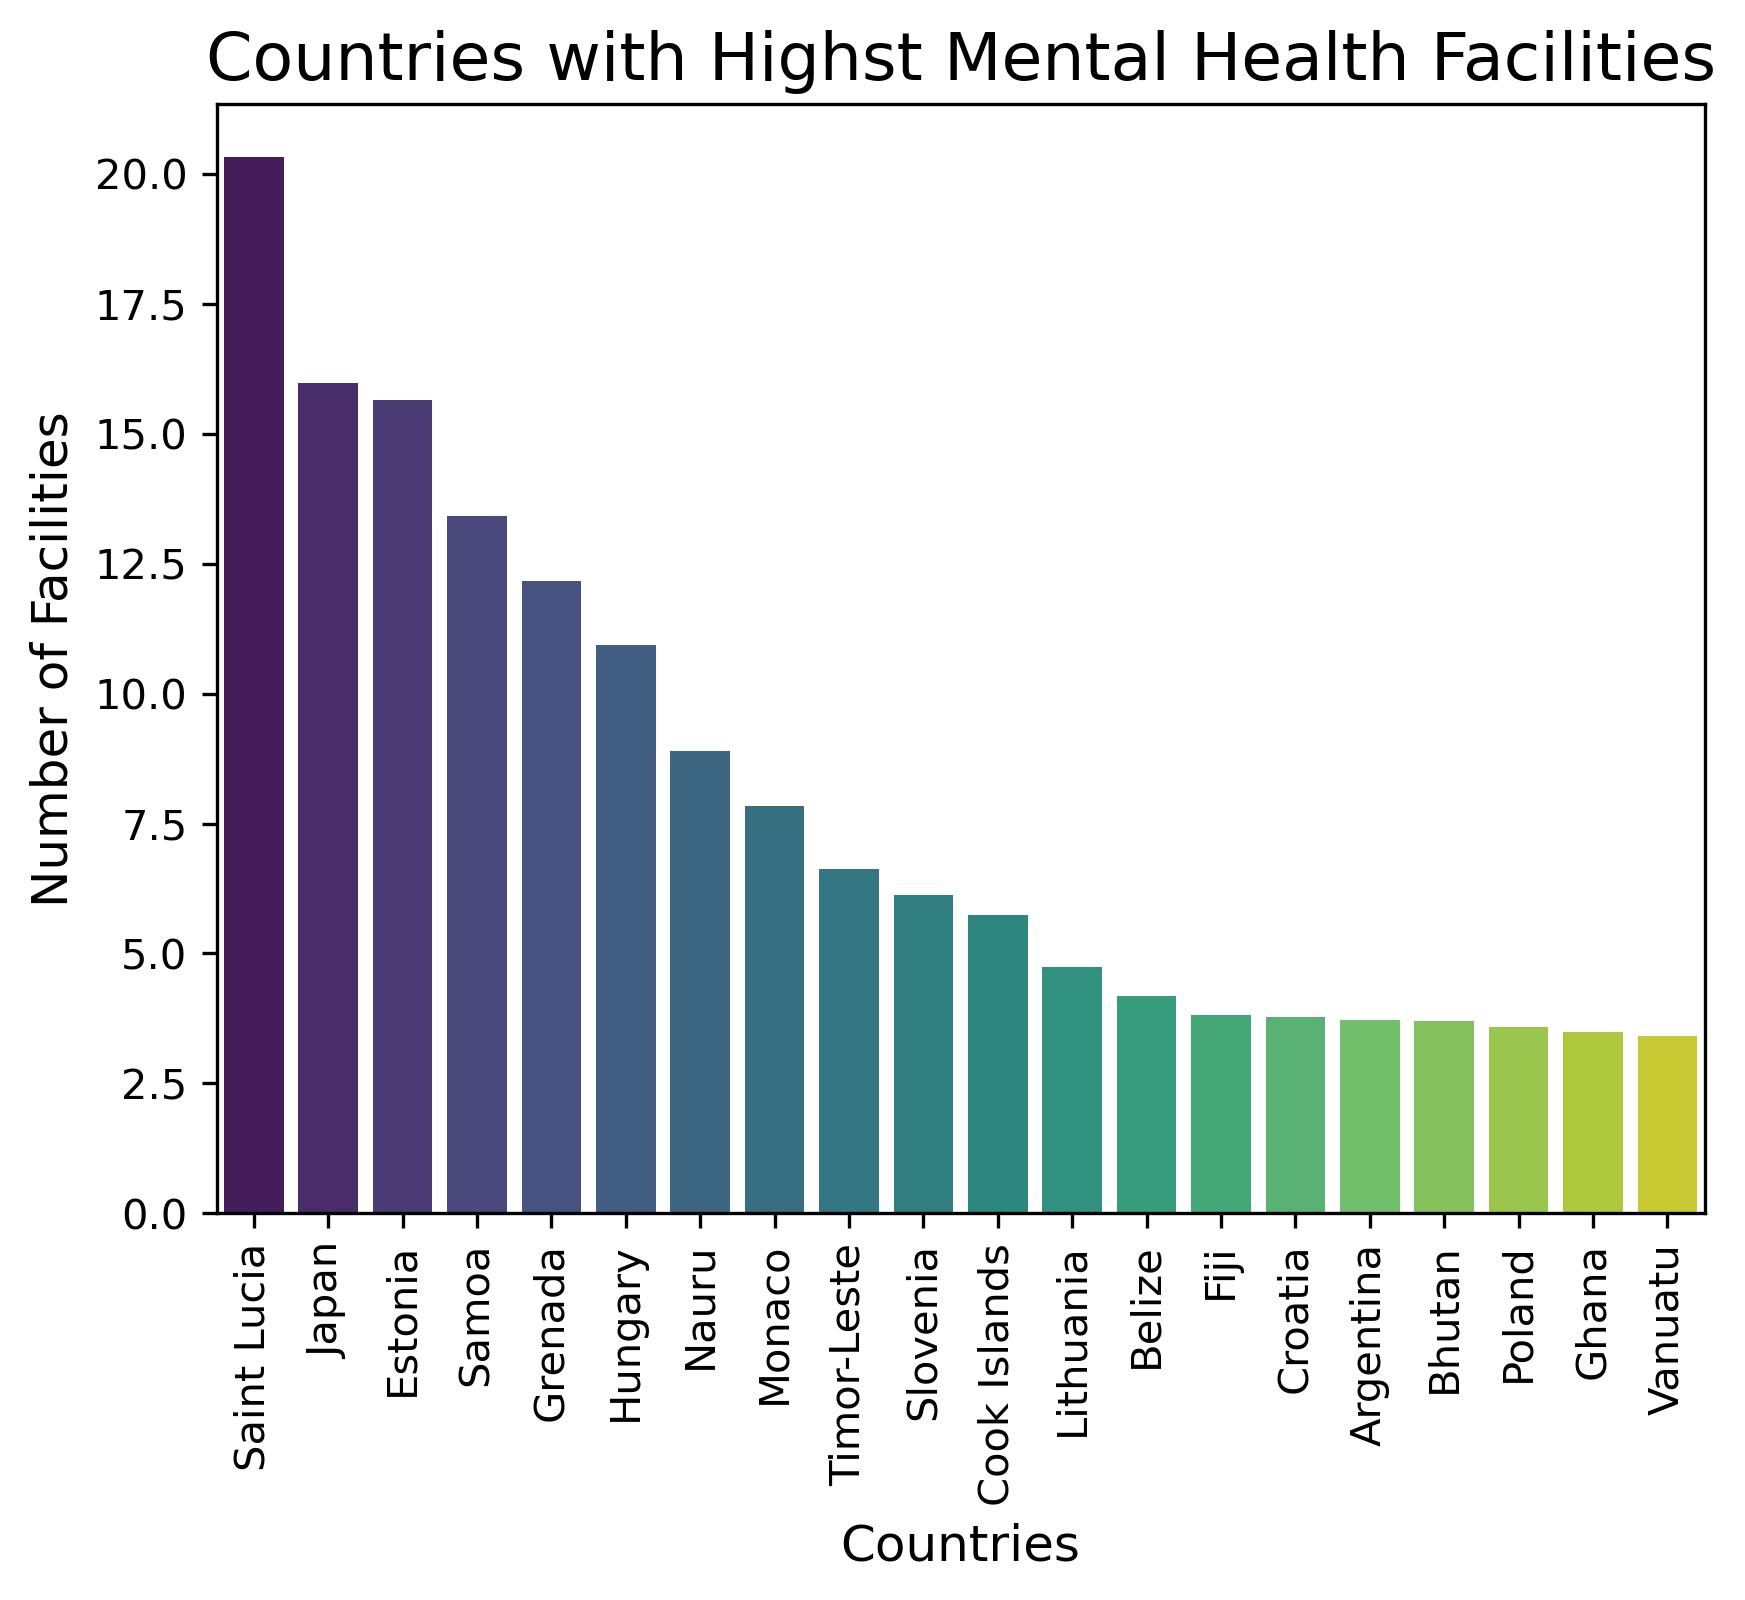 Countries with Highst Mental Health Facilities
20.0
17.5
15.0
12.5
10.0
7.5
5.0
2.5
0.0
Number of Facilities
Saint Lucia
Japan
Estonia
Samoa
Grenada
Hungary
Nauru
Monaco
Timor-Leste
Slovenia
Cook Islands
Lithuania
Belize
Fiji
Croatia
Argentina
Bhutan
Poland
Ghana
Vanuatu
Countries